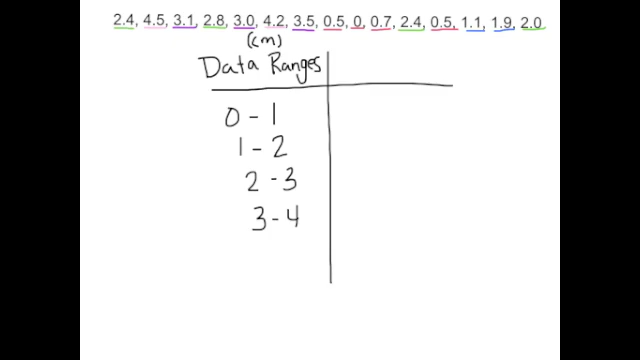 2.4, 4.5, 3.1, 2.8, 3.0, 4.2, 3.5, 0.5, 0, 0.7, 2.4, 0.5, 1.1, 1.9, 2.0
(cm)
Data Ranges
0 - 1
1 - 2
2 - 3
3 - 4